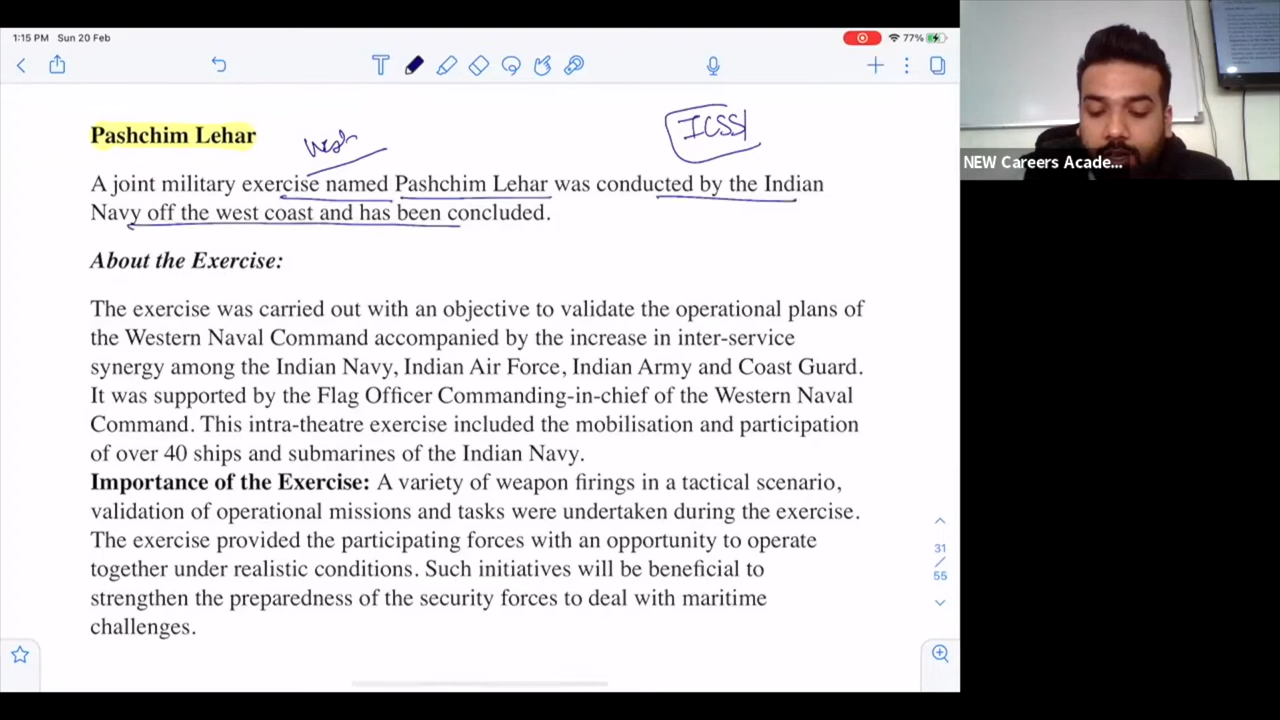 1:15 PM Sun 20 Feb
77%
T
ICSS
Pashchim Lehar
West
A joint military exercise named Pashchim Lehar was conducted by the Indian
Navy off the west coast and has been concluded.
About the Exercise:
The exercise was carried out with an objective to validate the operational plans of
the Western Naval Command accompanied by the increase in inter-service
synergy among the Indian Navy, Indian Air Force, Indian Army and Coast Guard.
It was supported by the Flag Officer Commanding-in-chief of the Western Naval
Command. This intra-theatre exercise included the mobilisation and participation
of over 40 ships and submarines of the Indian Navy.
Importance of the Exercise: A variety of weapon firings in a tactical scenario,
validation of operational missions and tasks were undertaken during the exercise.
The exercise provided the participating forces with an opportunity to operate
together under realistic conditions. Such initiatives will be beneficial to
strengthen the preparedness of the security forces to deal with maritime
challenges.
31
55
NEW Careers Acade...